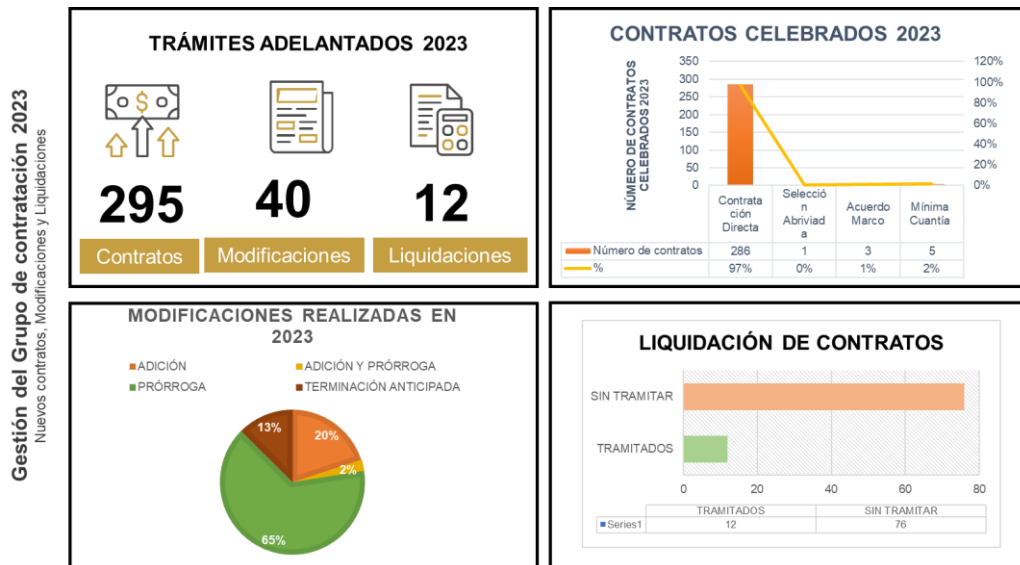 Gestión del Grupo de contratación 2023
Nuevos contratos, Modificaciones y Liquidaciones
TRÁMITES ADELANTADOS 2023
$
295
40
12
Contratos
Modificaciones
Liquidaciones
CONTRATOS CELEBRADOS 2023
NÚMERO DE CONTRATOS
CELEBRADOS 2023
350
300
250
200
150
100
50
0
120%
100%
80%
60%
40%
20%
0%
Contrata
ción
Directa
Selecció
n
Abriviad
a
Acuerdo
Marco
Mínima
Cuantía
Número de contratos 286 1 3 5
% 97% 0% 1% 2%
MODIFICACIONES REALIZADAS EN
2023
ADICIÓN
ADICIÓN Y PRÓRROGA
PRÓRROGA
TERMINACIÓN ANTICIPADA
13%
20%
2%
65%
LIQUIDACIÓN DE CONTRATOS
SIN TRAMITAR
TRAMITADOS
0 20 40 60 80
TRAMITADOS SIN TRAMITAR
Series1 12 76